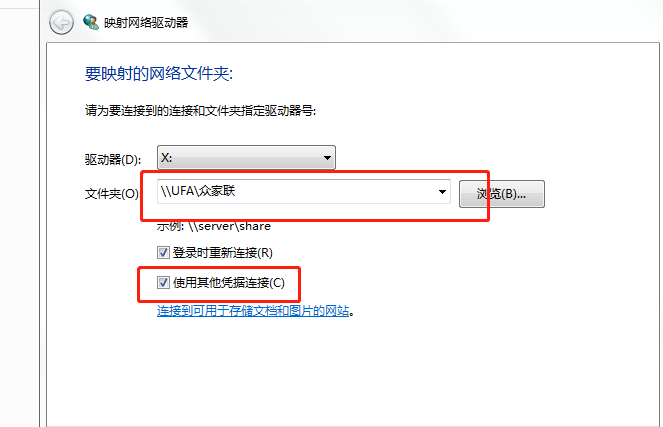 映射网络驱动器
要映射的网络文件夹:
请为要连接到的连接和文件夹指定驱动器号:
驱动器(D): X:
文件夹(O) \\UFA\众家联 浏览(B)...
示例: \\server\share
登录时重新连接(R)
使用其他凭据连接(C)
连接到可用于存储文档和图片的网站。